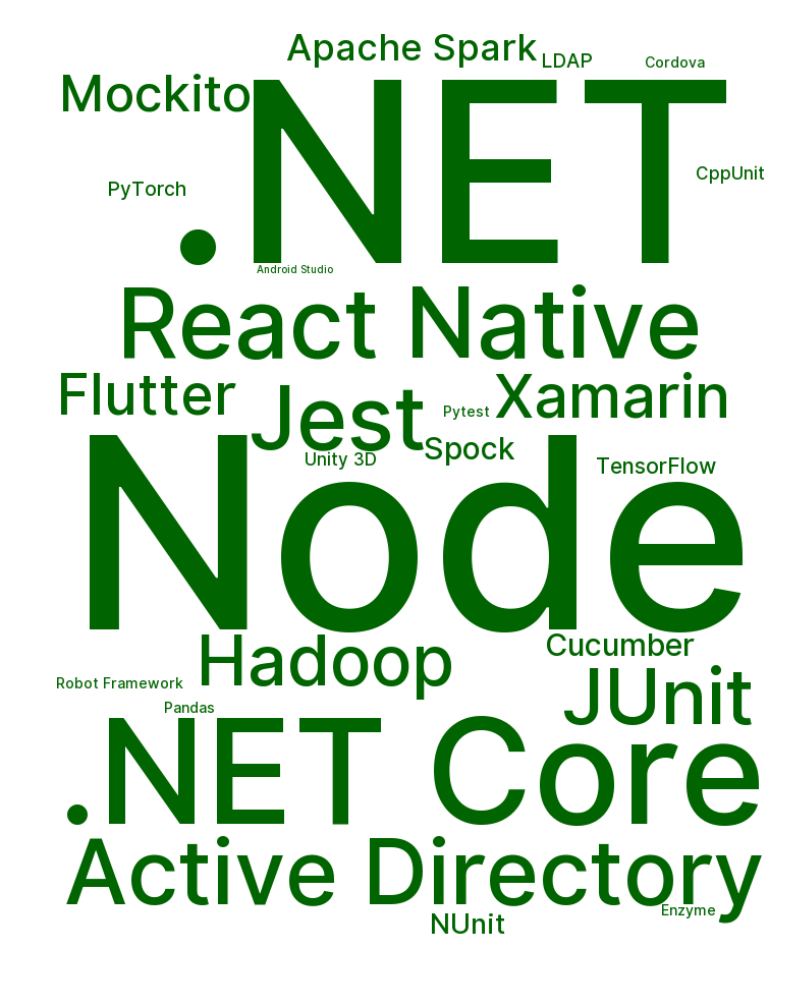 Apache Spark
LDAP
Cordova
Mockito
.NET
CppUnit
PyTorch
Android Studio
React Native
Flutter
Jest
Pytest
Xamarin
Spock
Unity 3D
TensorFlow
Node
Hadoop
Cucumber
Robot Framework
JUnit
Pandas
.NET Core
Active Directory
Enzyme
NUnit